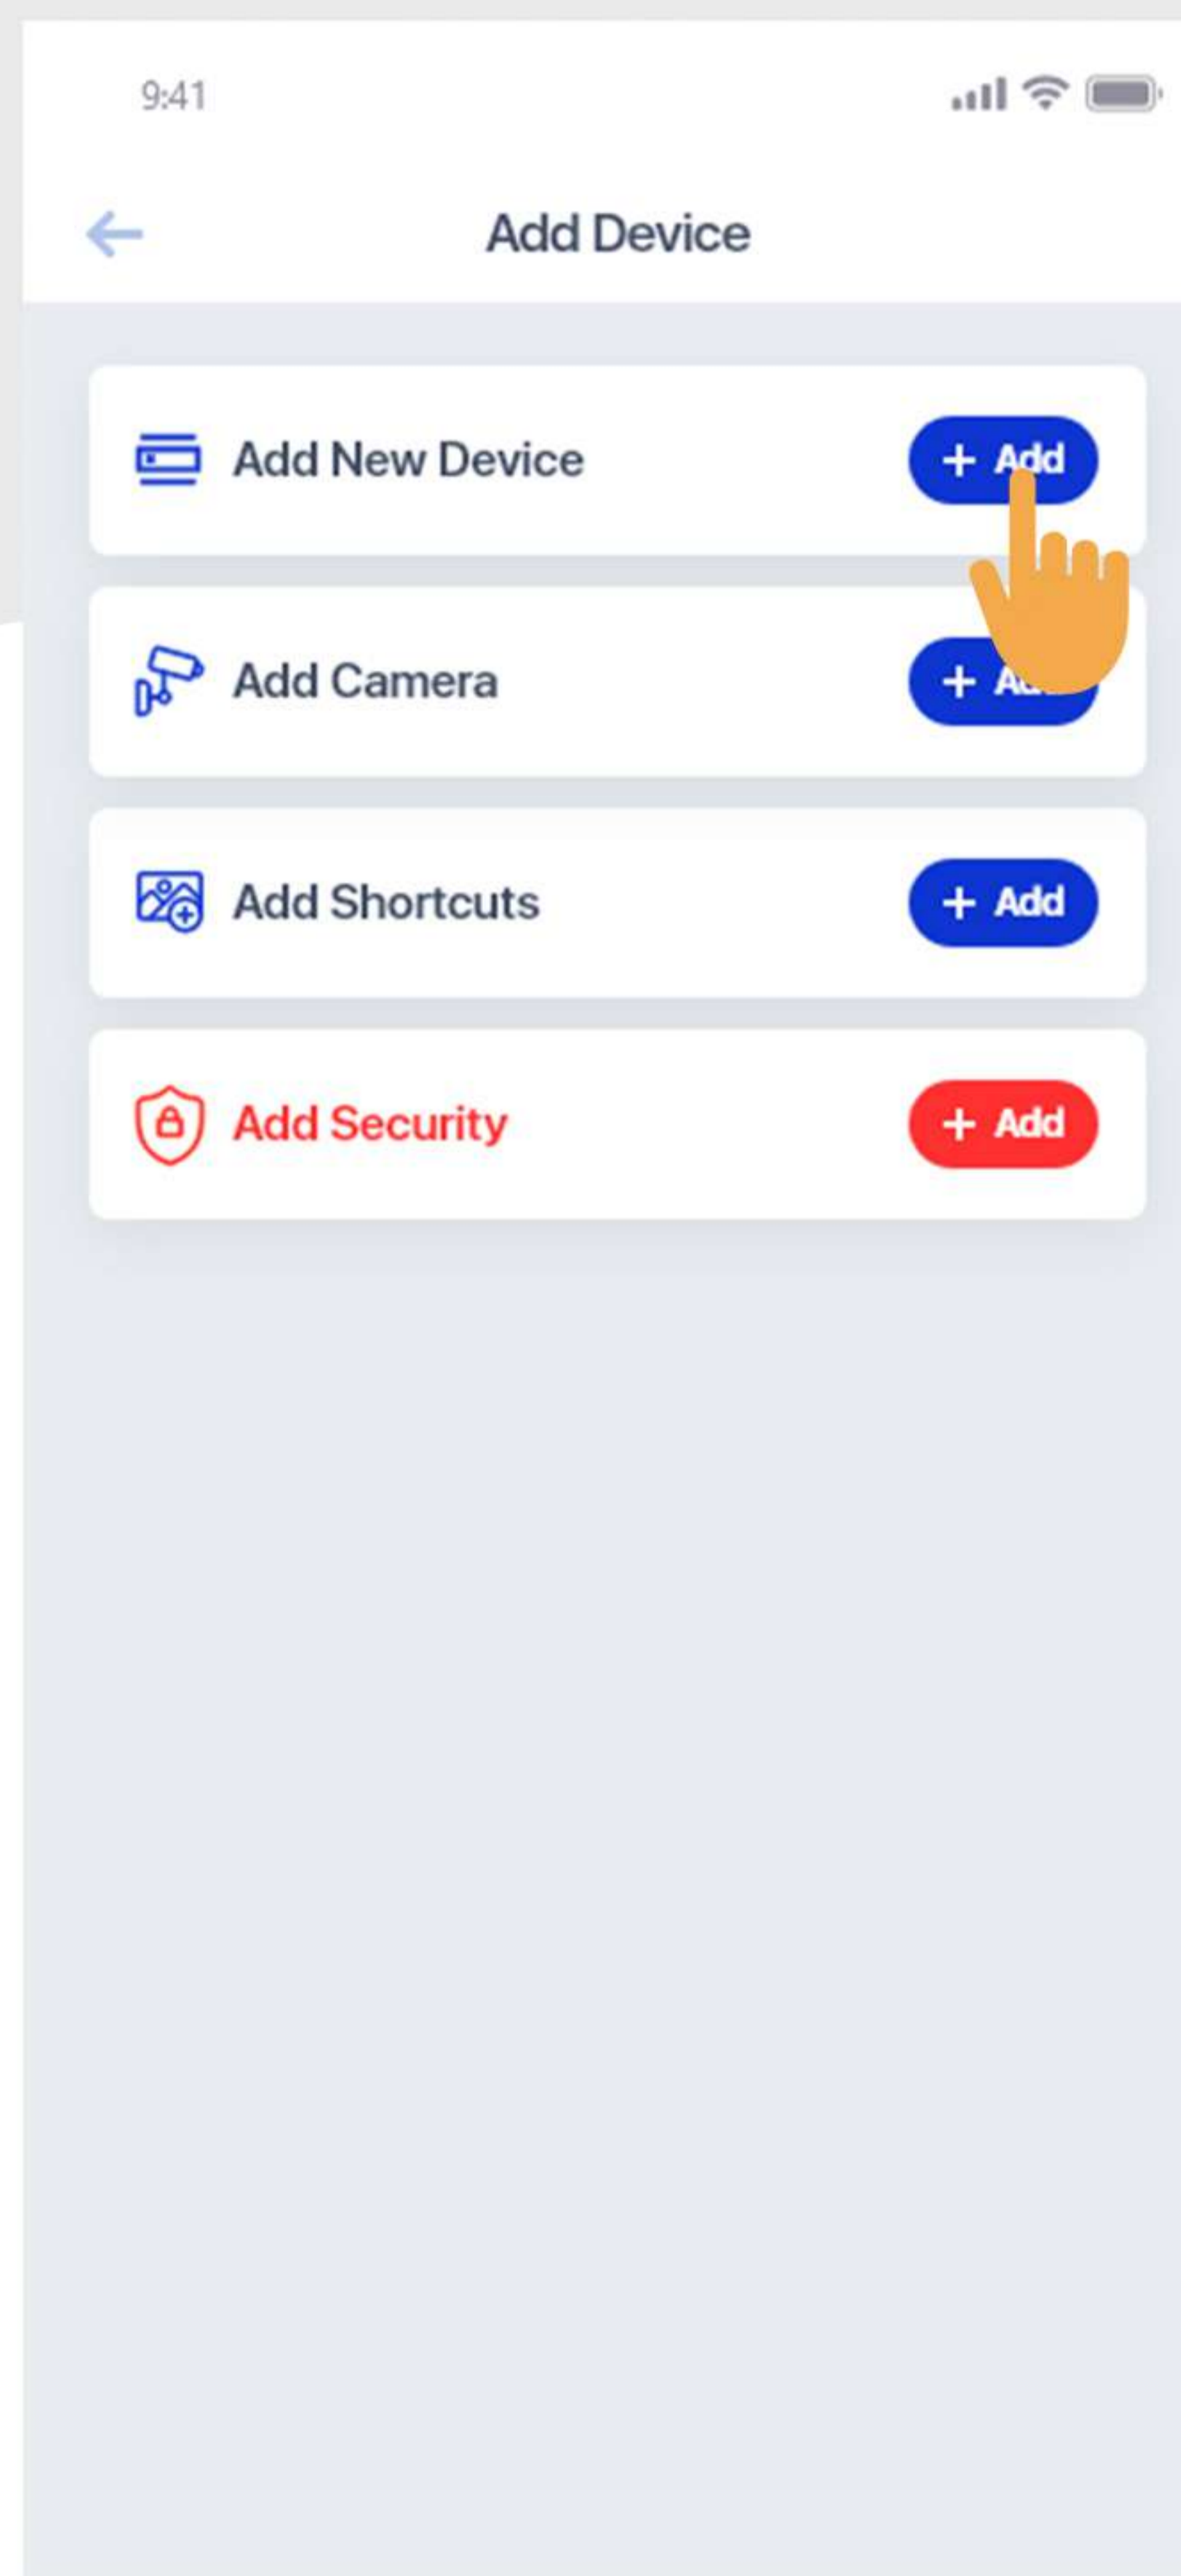 9:41
Add Device
Add New Device + Add
Add Camera +
Add Shortcuts + Add
Add Security + Add